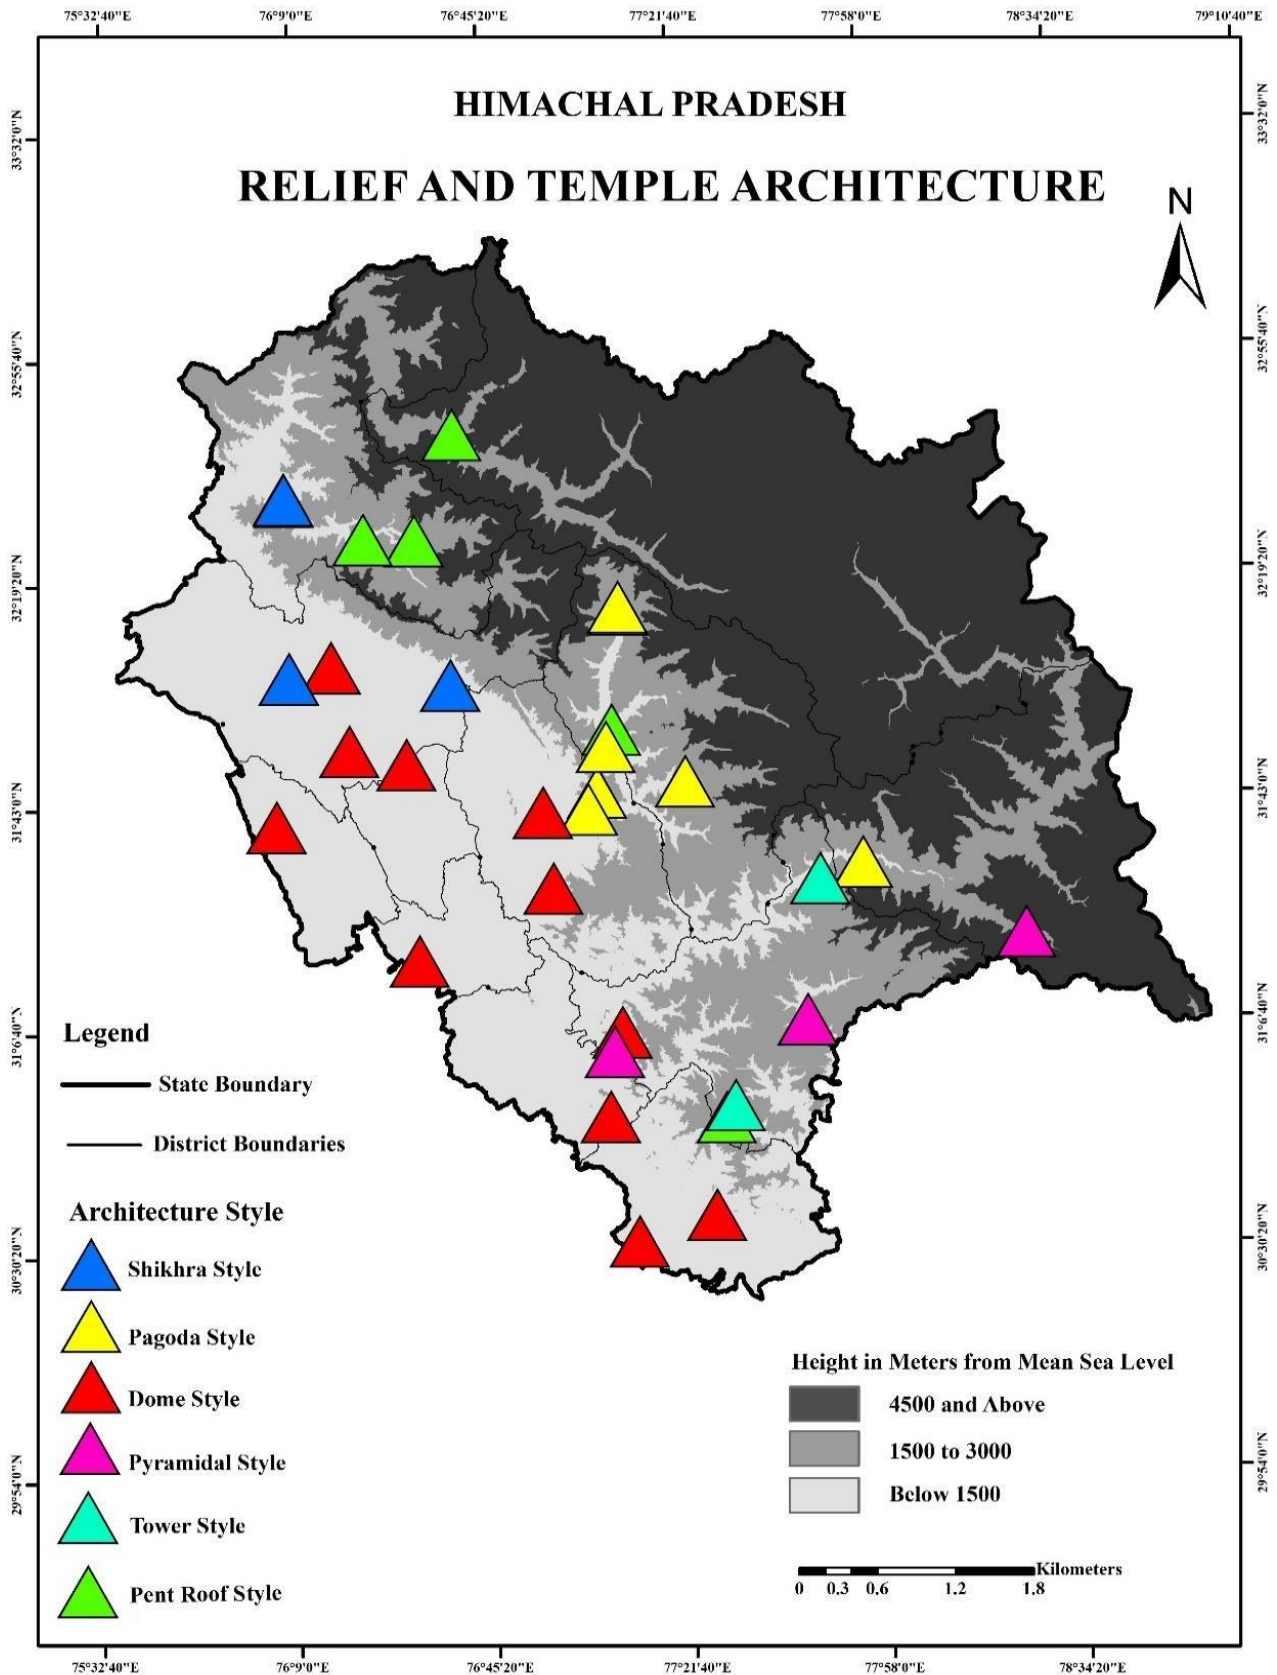 75°32'40"E 76°9'0"E 76°45'20"E 77°21'40"E 77°58'0"E 78°34'20"E 79°10'40"E
HIMACHAL PRADESH
RELIEF AND TEMPLE ARCHITECTURE
N
33°32'0"N
32°55'40"N
32°19'20"N
31°43'0"N
31°6'40"N
30°30'20"N
29°54'0"N
33°32'0"N
32°55'40"N
32°19'20"N
31°43'0"N
31°6'40"N
30°30'20"N
29°54'0"N
Legend
State Boundary
District Boundaries
Architecture Style
Shikhra Style
Pagoda Style
Dome Style
Pyramidal Style
Tower Style
Pent Roof Style
Height in Meters from Mean Sea Level
4500 and Above
1500 to 3000
Below 1500
Kilometers
0 0.3 0.6 1.2 1.8
75°32'40"E 76°9'0"E 76°45'20"E 77°21'40"E 77°58'0"E 78°34'20"E